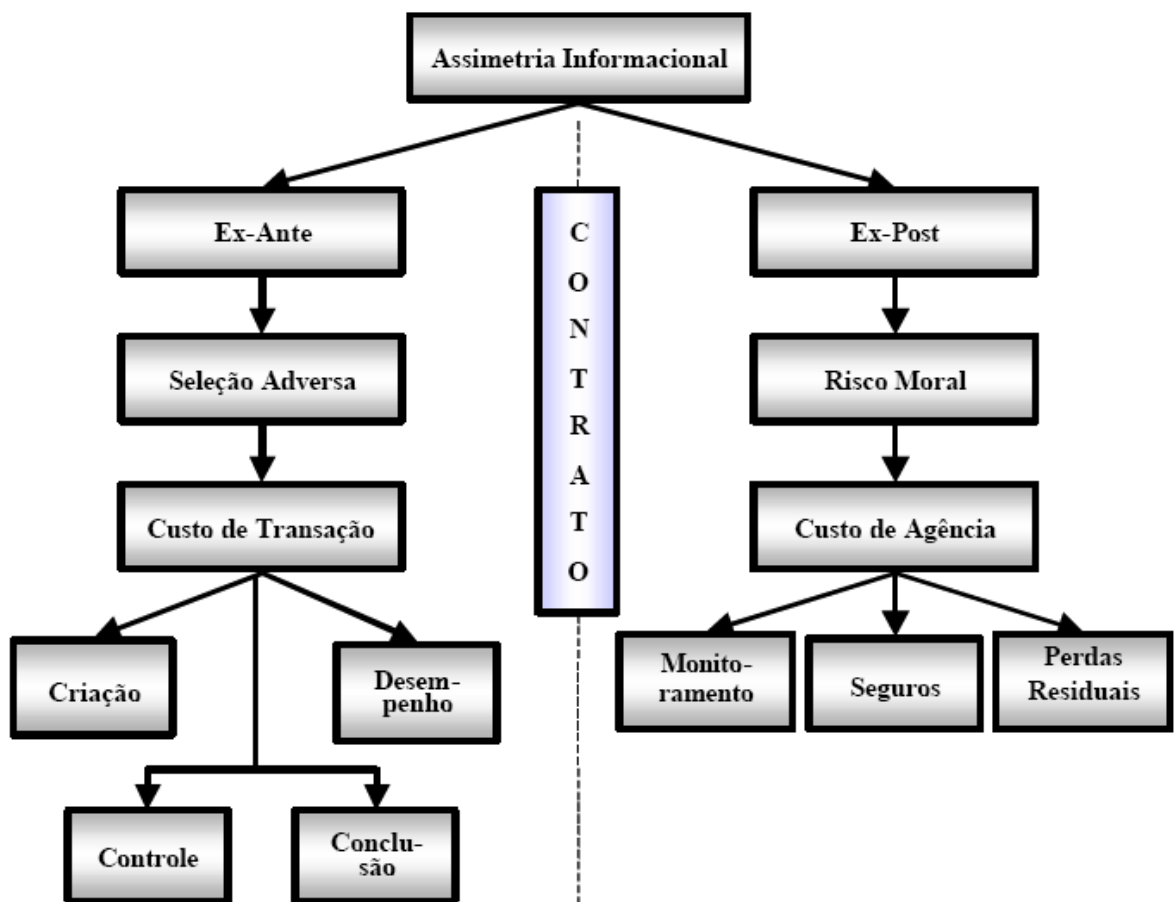 Assimetria Informacional
Ex-Ante
C
O
N
T
R
A
T
O
Ex-Post
Seleção Adversa
Risco Moral
Custo de Transação
Custo de Agência
Criação
Desem-
penho
Monito-
ramento
Seguros
Perdas
Residuais
Controle
Conclu-
são